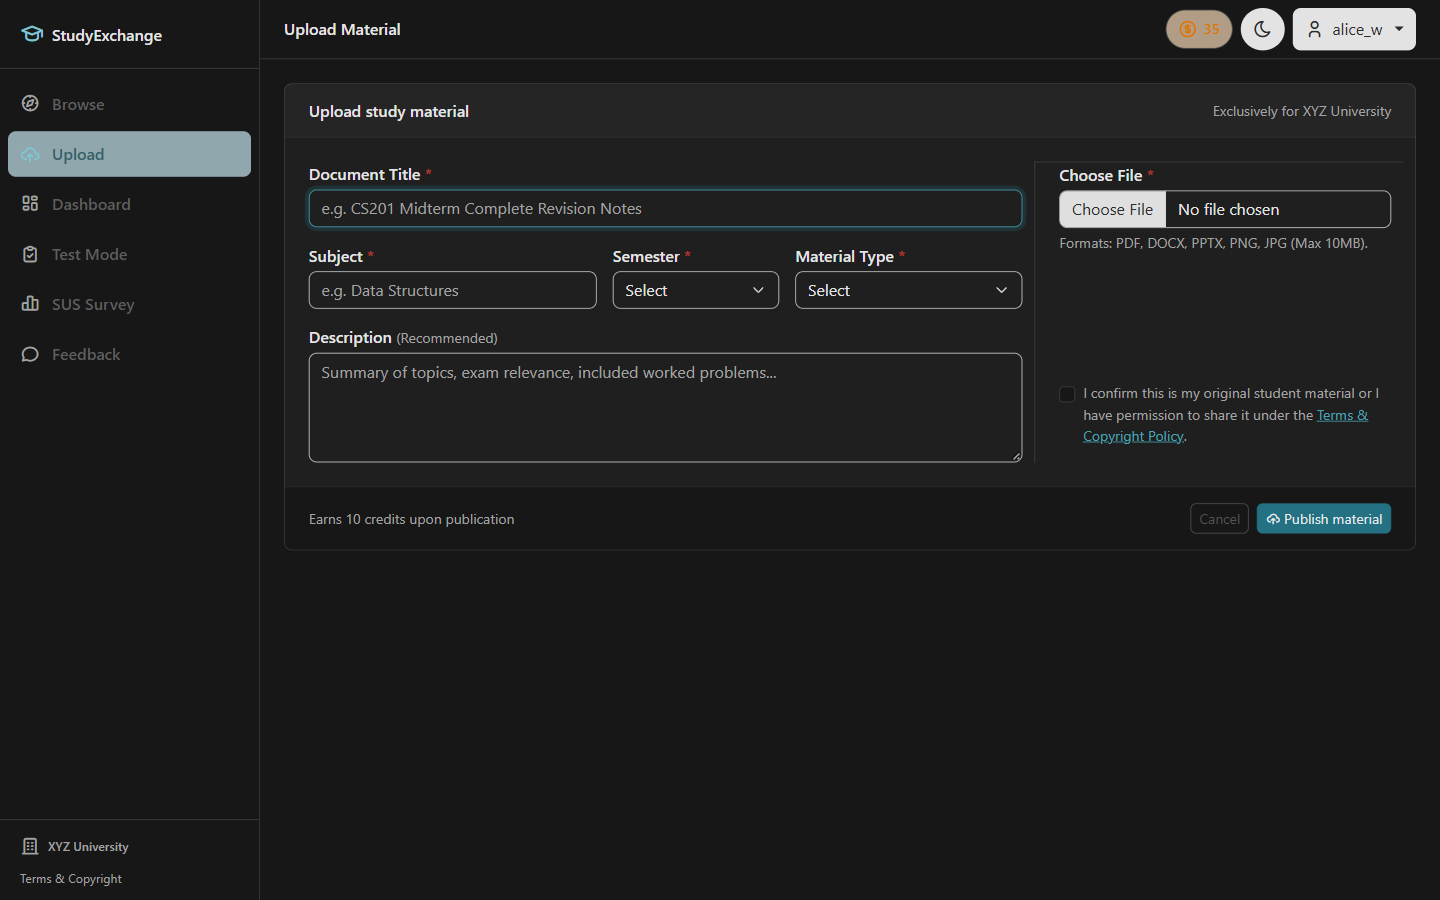 StudyExchange
Browse
Upload
Dashboard
Test Mode
SUS Survey
Feedback
XYZ University
Terms & Copyright
Upload Material
35
alice_w
Upload study material
Exclusively for XYZ University
Document Title *
e.g. CS201 Midterm Complete Revision Notes
Subject *
e.g. Data Structures
Semester *
Select
Material Type *
Select
Description (Recommended)
Summary of topics, exam relevance, included worked problems...
Choose File *
Choose File No file chosen
Formats: PDF, DOCX, PPTX, PNG, JPG (Max 10MB).
I confirm this is my original student material or I
have permission to share it under the Terms &
Copyright Policy.
Earns 10 credits upon publication
Cancel
Publish material